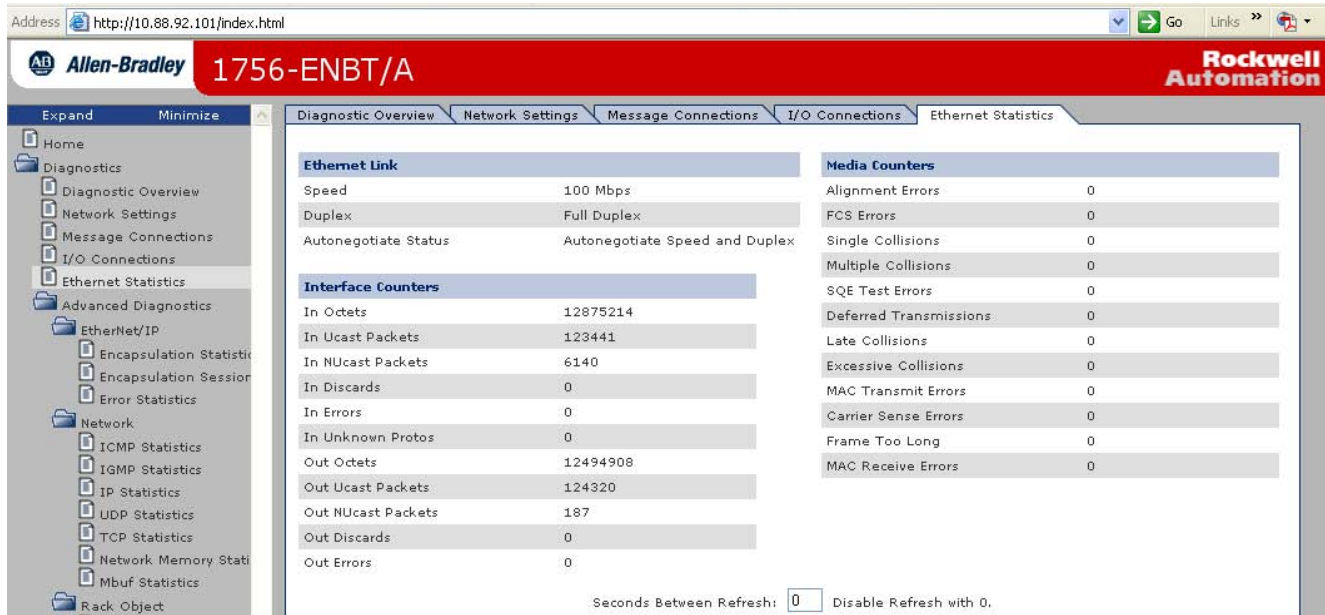 Address http://10.88.92.101/index.html Go Links »
AB Allen-Bradley 1756-ENBT/A Rockwell Automation
Expand Minimize
Home
Diagnostics
Diagnostic Overview
Network Settings
Message Connections
I/O Connections
Ethernet Statistics
Advanced Diagnostics
EtherNet/IP
Encapsulation Statistic
Encapsulation Session
Error Statistics
Network
ICMP Statistics
IGMP Statistics
IP Statistics
UDP Statistics
TCP Statistics
Network Memory Stati
Mbuf Statistics
Rack Object
Diagnostic Overview Network Settings Message Connections I/O Connections Ethernet Statistics
Ethernet Link
Speed 100 Mbps
Duplex Full Duplex
Autonegotiate Status Autonegotiate Speed and Duplex
Interface Counters
In Octets 12875214
In Ucast Packets 123441
In NUcast Packets 6140
In Discards 0
In Errors 0
In Unknown Protos 0
Out Octets 12494908
Out Ucast Packets 124320
Out NUcast Packets 187
Out Discards 0
Out Errors 0
Media Counters
Alignment Errors 0
FCS Errors 0
Single Collisions 0
Multiple Collisions 0
SQE Test Errors 0
Deferred Transmissions 0
Late Collisions 0
Excessive Collisions 0
MAC Transmit Errors 0
Carrier Sense Errors 0
Frame Too Long 0
MAC Receive Errors 0
Seconds Between Refresh: 0 Disable Refresh with 0.